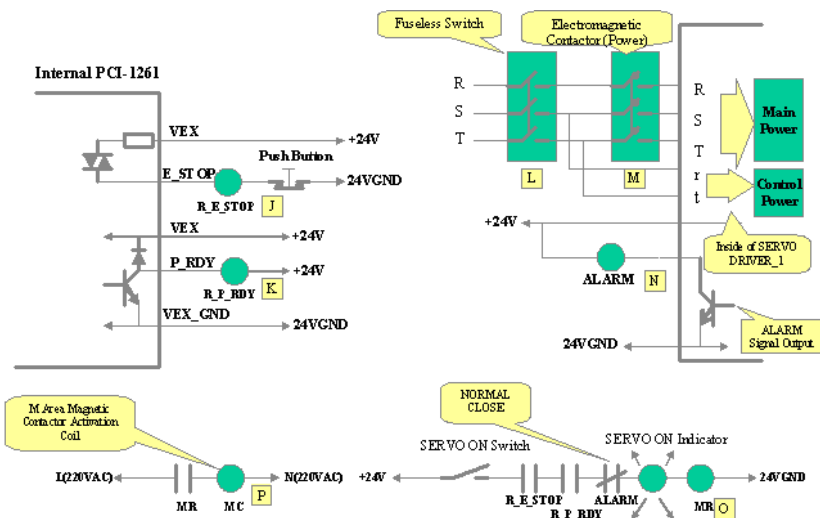 Fuseless Switch
Electromagnetic
Contactor (Power)
Internal PCI-1261
VEX
+24V
Push Button
E_STOP
24VGND
R_E_STOP
J
VEX
+24V
P_RDY
+24V
R_P_RDY
K
VEX_GND
24VGND
R
S
T
L
M
R
S
T
r
t
Main
Power
Control
Power
+24V
Inside of SERVO
DRIVER_1
ALARM
N
24VGND
ALARM
Signal Output
M Area Magnetic
Contactor Activation
Coil
L(220VAC)
N(220VAC)
MR
MC
P
NORMAL
CLOSE
SERVO ON Switch
SERVO ON Indicator
+24V
24VGND
R_E_STOP
R_P_RDY
ALARM
MR
O